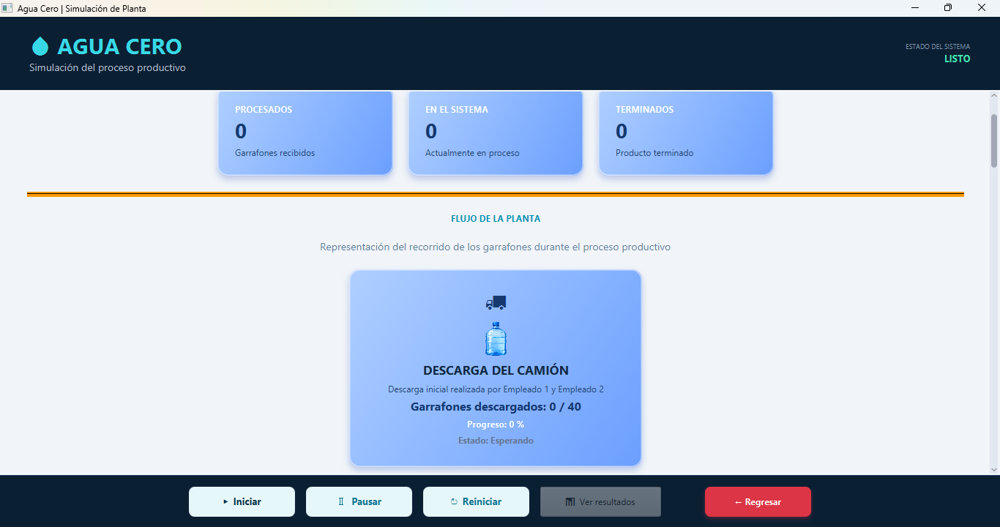 Agua Cero | Simulación de Planta
AGUA CERO
Simulación del proceso productivo
ESTADO DEL SISTEMA
LISTO
PROCESADOS
0
Garrafones recibidos
EN EL SISTEMA
0
Actualmente en proceso
TERMINADOS
0
Producto terminado
FLUJO DE LA PLANTA
Representación del recorrido de los garrafones durante el proceso productivo
DESCARGA DEL CAMIÓN
Descarga inicial realizada por Empleado 1 y Empleado 2
Garrafones descargados: 0 / 40
Progreso: 0 %
Estado: Esperando
Iniciar
Pausar
Reiniciar
Ver resultados
← Regresar